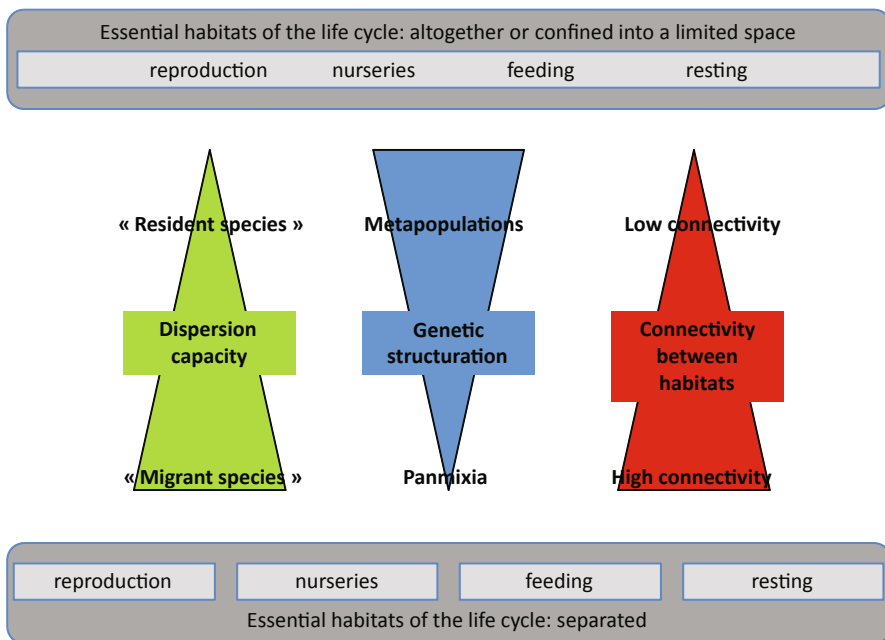 Essential habitats of the life cycle: altogether or confined into a limited space
reproduction nurseries feeding resting
« Resident species » Metapopulations Low connectivity
Dispersion
capacity
Genetic
structuration
Connectivity
between
habitats
« Migrant species » Panmixia High connectivity
reproduction nurseries feeding resting
Essential habitats of the life cycle: separated